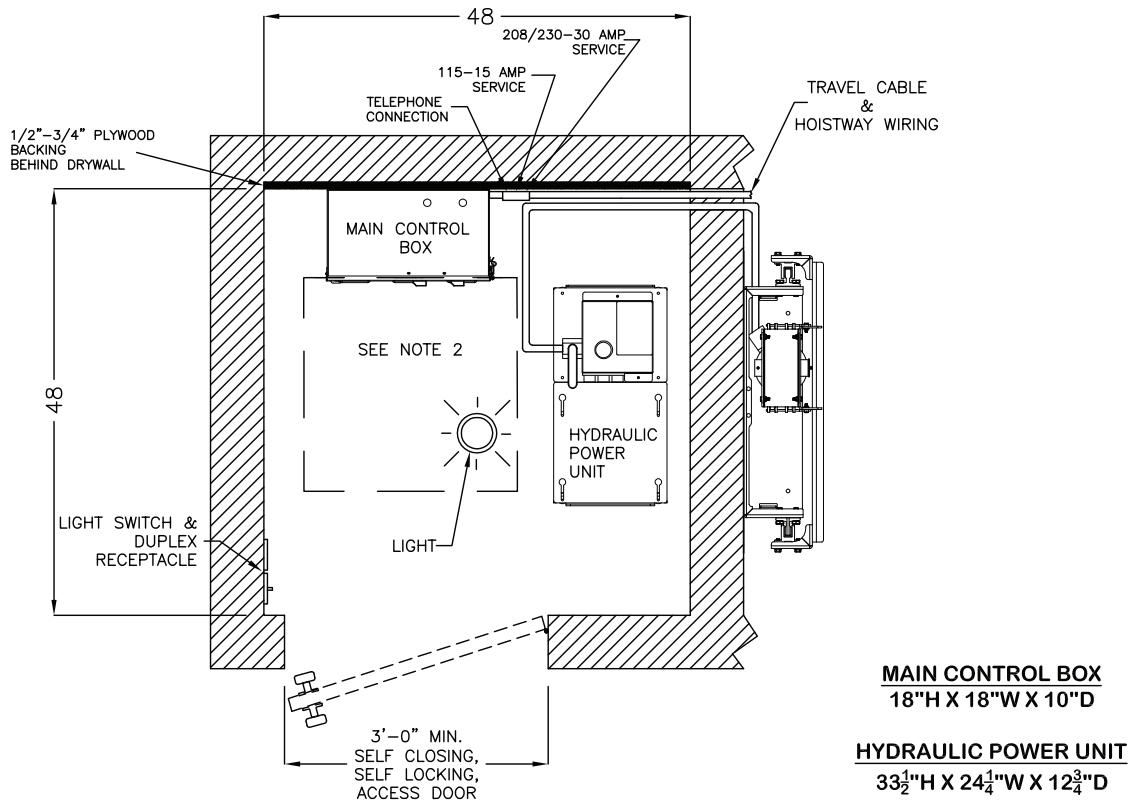 48
208/230-30 AMP
SERVICE
115-15 AMP
SERVICE
TELEPHONE
CONNECTION
TRAVEL CABLE
&
HOISTWAY WIRING
1/2"-3/4" PLYWOOD
BACKING
BEHIND DRYWALL
MAIN CONTROL
BOX
SEE NOTE 2
48
HYDRAULIC
POWER
UNIT
LIGHT SWITCH &
DUPLEX
RECEPTACLE
LIGHT
3'-0" MIN.
SELF CLOSING,
SELF LOCKING,
ACCESS DOOR
MAIN CONTROL BOX
18"H X 18"W X 10"D
HYDRAULIC POWER UNIT
33½"H X 24¼"W X 12¾"D